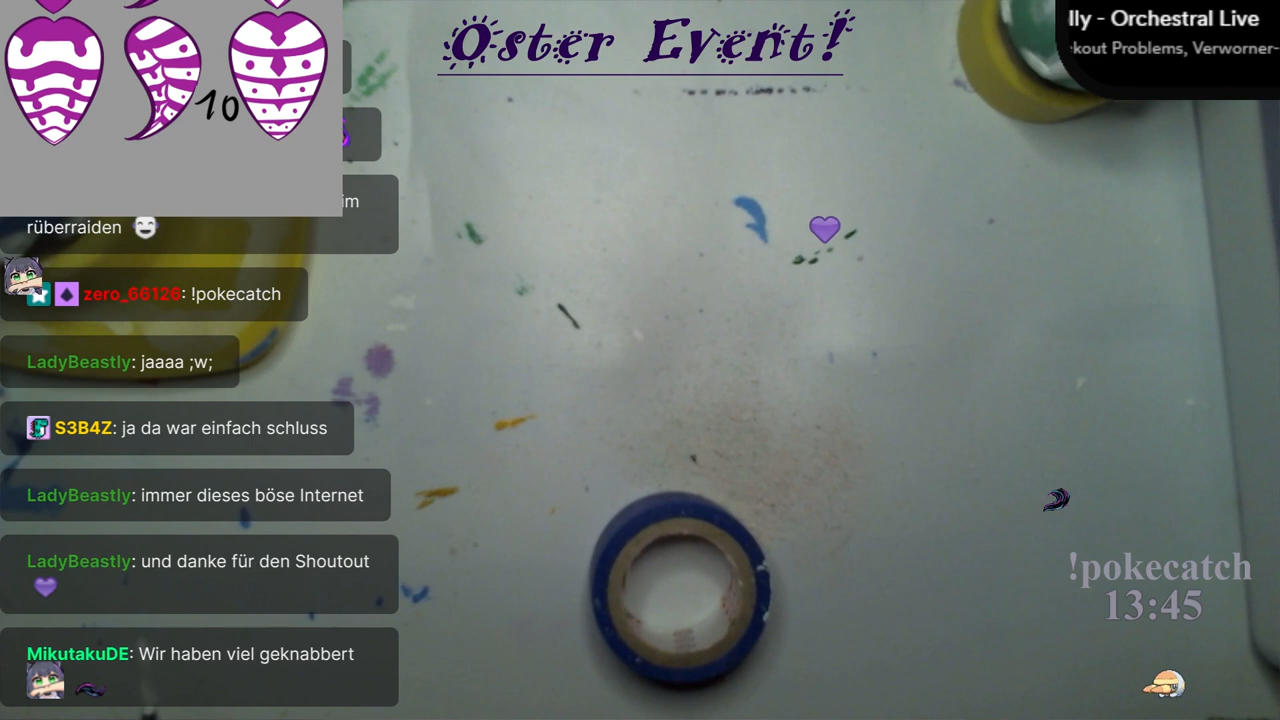 Oster Event!
lly - Orchestral Live
kout Problems, Verworner-
10
im
rüberraiden
zero_66126: !pokecatch
LadyBeastly: jaaaa ;w;
S3B4Z: ja da war einfach schluss
LadyBeastly: immer dieses böse Internet
LadyBeastly: und danke für den Shoutout
MikutakuDE: Wir haben viel geknabbert
!pokecatch
13:45